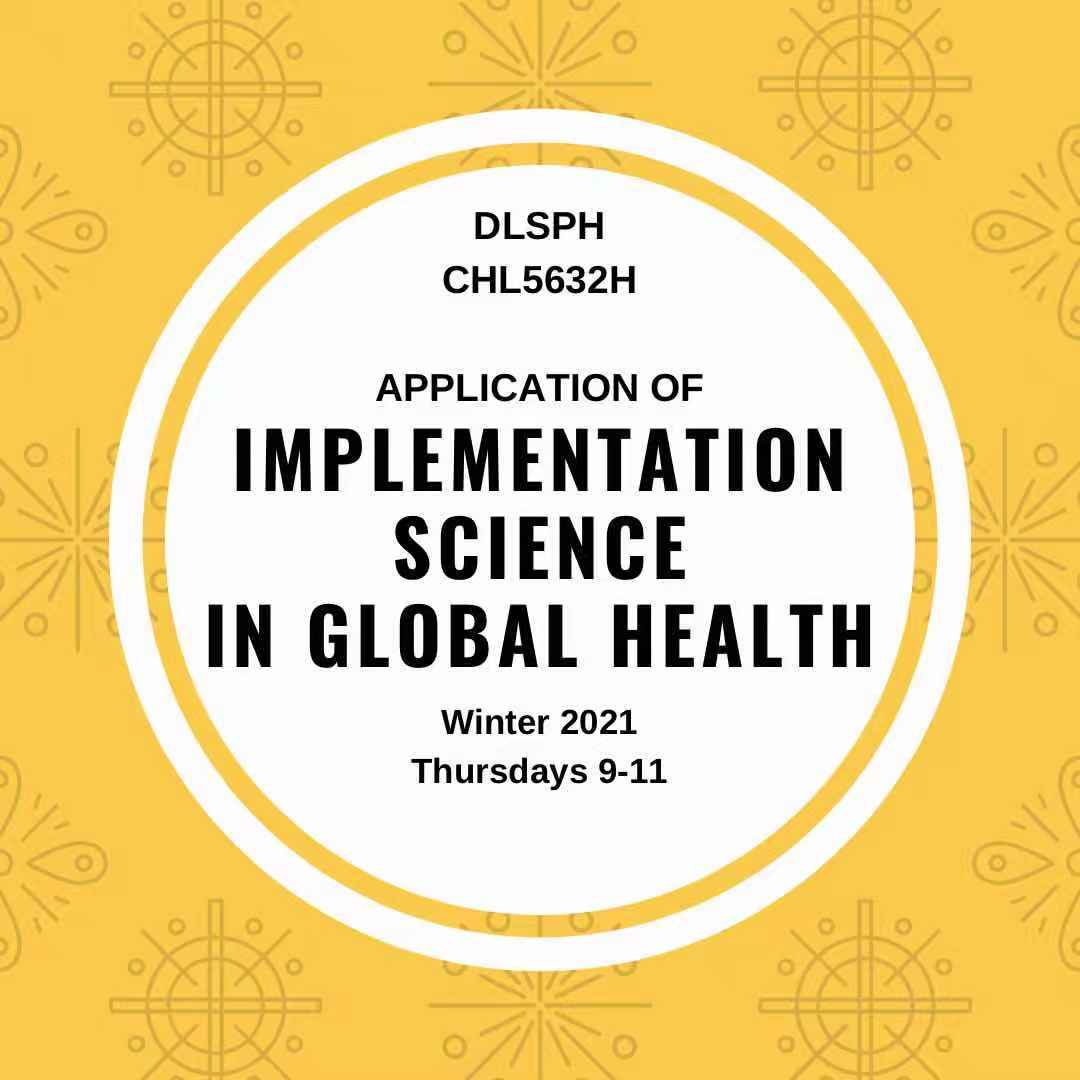 DLSPH
CHL5632H
APPLICATION OF
IMPLEMENTATION
SCIENCE
IN GLOBAL HEALTH
Winter 2021
Thursdays 9-11